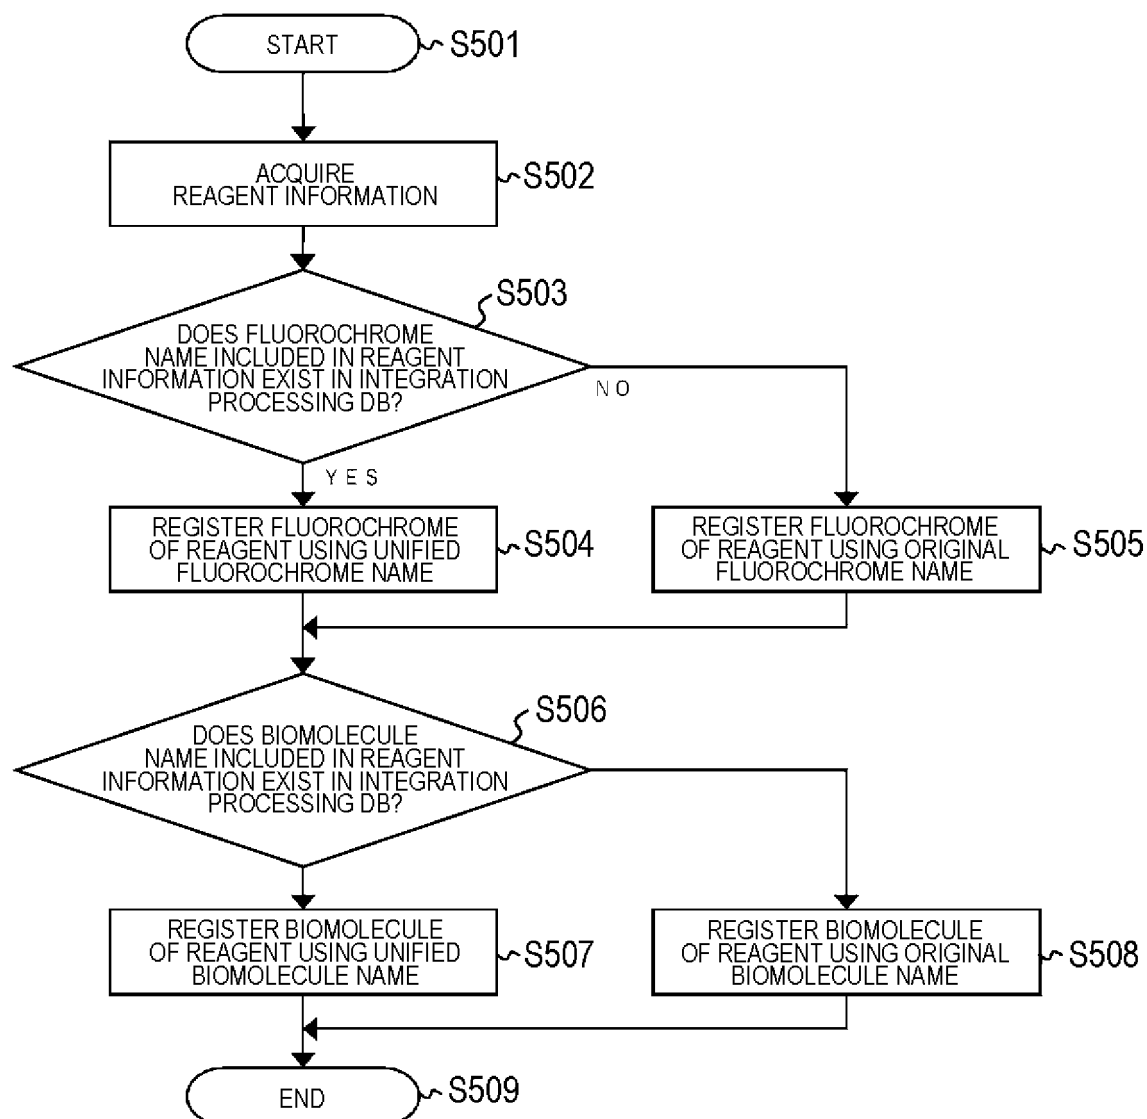 START
S501
ACQUIRE
REAGENT INFORMATION
S502
S503
DOES FLUOROCHROME
NAME INCLUDED IN REAGENT
INFORMATION EXIST IN INTEGRATION
PROCESSING DB?
NO
YES
REGISTER FLUOROCHROME
OF REAGENT USING UNIFIED
FLUOROCHROME NAME
S504
REGISTER FLUOROCHROME
OF REAGENT USING ORIGINAL
FLUOROCHROME NAME
S505
S506
DOES BIOMOLECULE
NAME INCLUDED IN REAGENT
INFORMATION EXIST IN INTEGRATION
PROCESSING DB?
REGISTER BIOMOLECULE
OF REAGENT USING UNIFIED
BIOMOLECULE NAME
S507
REGISTER BIOMOLECULE
OF REAGENT USING ORIGINAL
BIOMOLECULE NAME
S508
END
S509